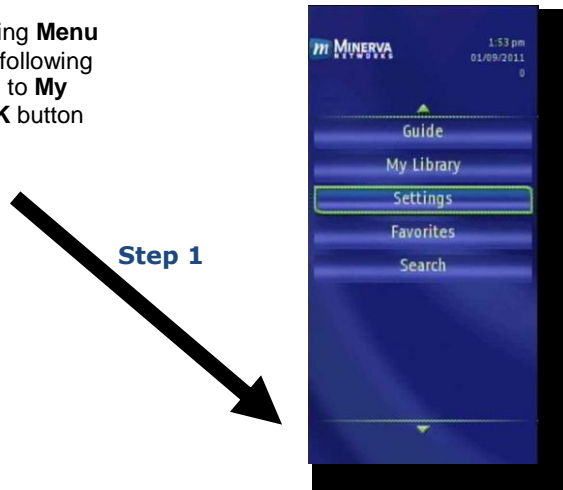 ing Menu
following
to My
K button
Step 1
m MINERVA
NETWORKS
1:53 pm
01/09/2011
0
Guide
My Library
Settings
Favorites
Search